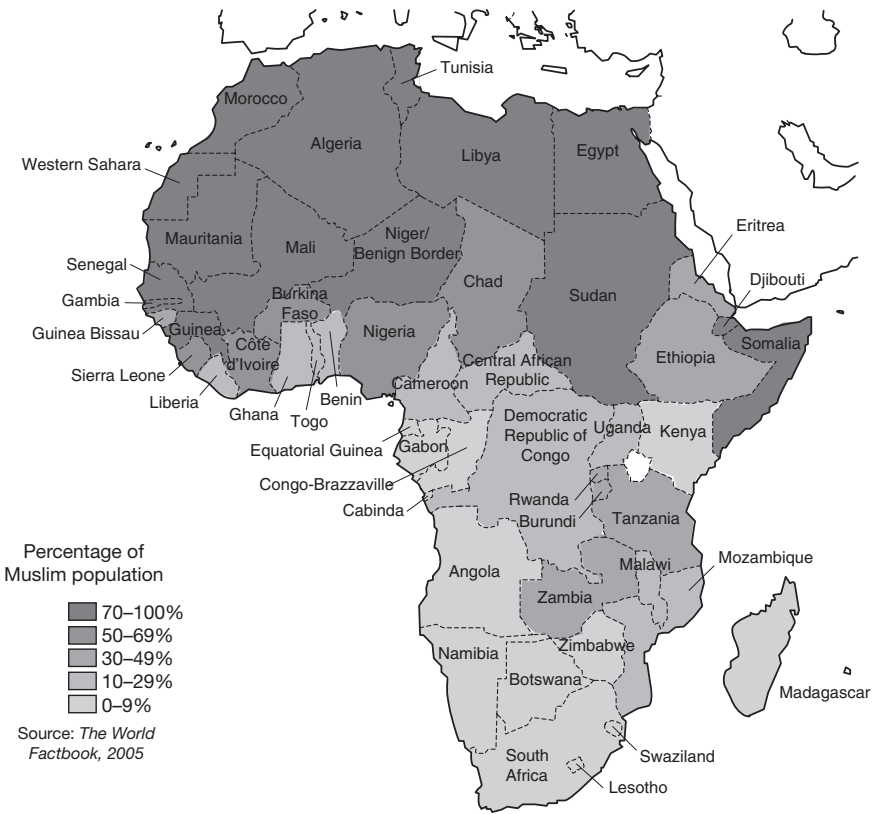 Tunisia
Morocco
Algeria
Libya
Egypt
Western Sahara
Mauritania
Mali
Niger/
Benign Border
Chad
Sudan
Eritrea
Djibouti
Senegal
Gambia
Guinea Bissau
Guinea
Burkina
Faso
Côte
d'Ivoire
Nigeria
Somalia
Ethiopia
Sierra Leone
Liberia
Ghana
Togo
Benin
Cameroon
Central African
Republic
Equatorial Guinea
Gabon
Congo-Brazzaville
Cabinda
Democratic
Republic of
Congo
Uganda
Kenya
Rwanda
Burundi
Tanzania
Angola
Zambia
Malawi
Mozambique
Namibia
Zimbabwe
Botswana
Madagascar
South
Africa
Swaziland
Lesotho
Percentage of
Muslim population
70–100%
50–69%
30–49%
10–29%
0–9%
Source: The World
Factbook, 2005